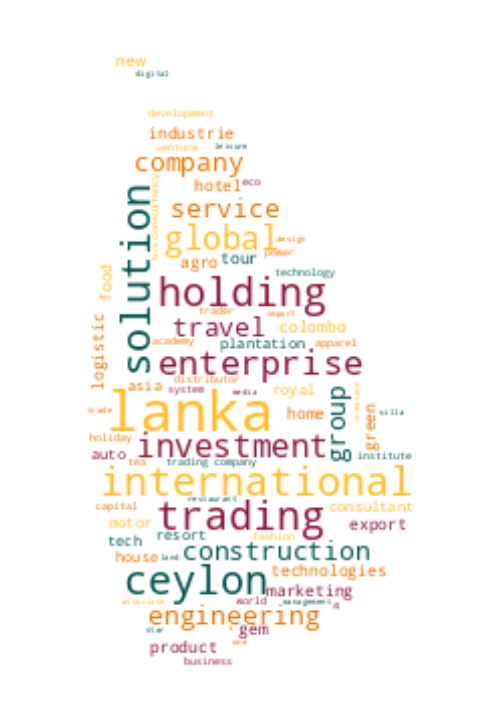 new
digital
development
industrie
venture leisure
company
hotel eco
service
solution
global design
power
agro tour
food technology
holding
trader import
travel colombo
logistic academy plantation apparel
enterprise
asia distributor
system media royal
lanka
trade home group green villa
holiday
auto investment institute
tea trading company
international
restaurant
capital consultant
trading
motor export
tech resort fashion
construction
house land
technologies
ceylon marketing
associate world management
engineering
star gem
one
product
business